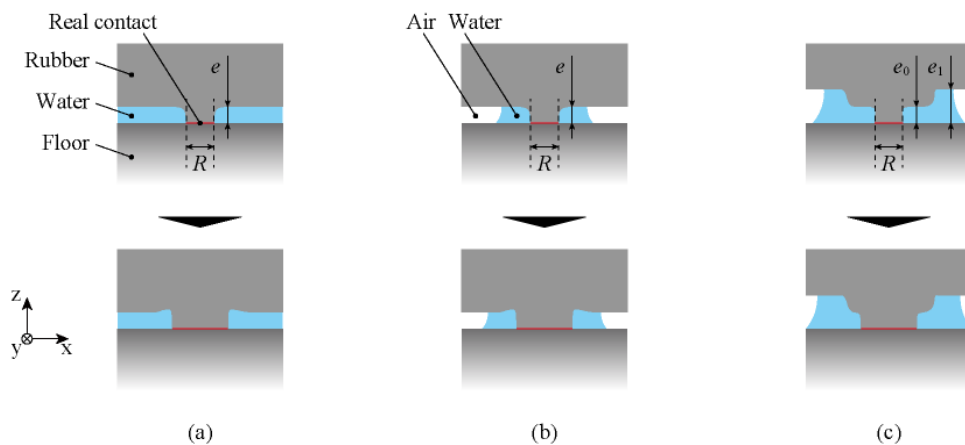 Real contact
Rubber
Water
Floor
e
R
Air Water
e
R
e0 e1
R
z
y x
(a) (b) (c)